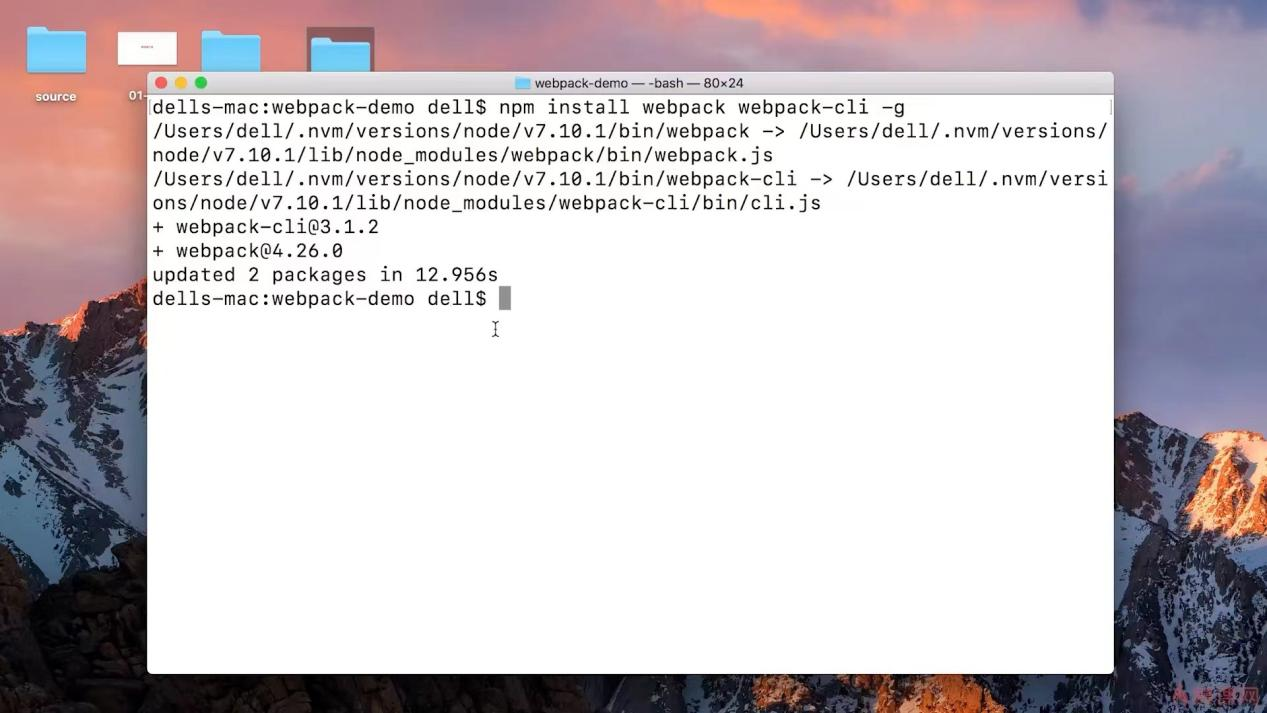 source
01-
webpack-demo — -bash — 80×24
dells-mac:webpack-demo dell$ npm install webpack webpack-cli -g
/Users/dell/.nvm/versions/node/v7.10.1/bin/webpack -> /Users/dell/.nvm/versions/
node/v7.10.1/lib/node_modules/webpack/bin/webpack.js
/Users/dell/.nvm/versions/node/v7.10.1/bin/webpack-cli -> /Users/dell/.nvm/versi
ons/node/v7.10.1/lib/node_modules/webpack-cli/bin/cli.js
+ webpack-cli@3.1.2
+ webpack@4.26.0
updated 2 packages in 12.956s
dells-mac:webpack-demo dell$